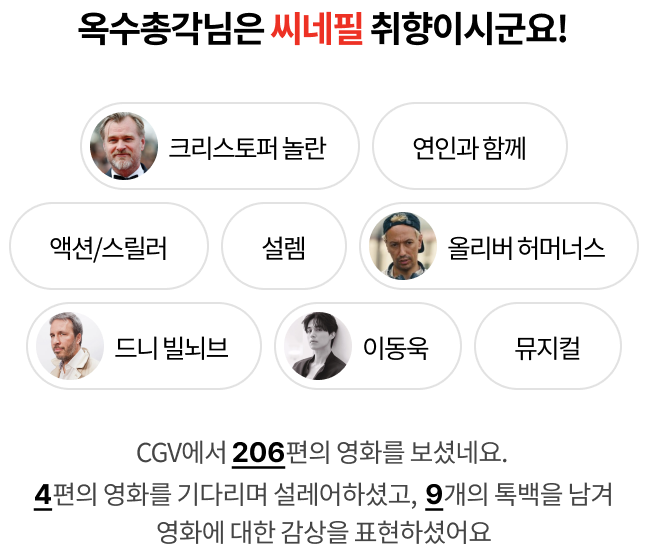 옥수총각님은 씨네필 취향이시군요!
크리스토퍼 놀란 연인과 함께
액션/스릴러 설렘 올리버 허머너스
드니 빌뇌브 이동욱 뮤지컬
CGV에서 206편의 영화를 보셨네요.
4편의 영화를 기다리며 설레어하셨고, 9개의 톡백을 남겨
영화에 대한 감상을 표현하셨어요